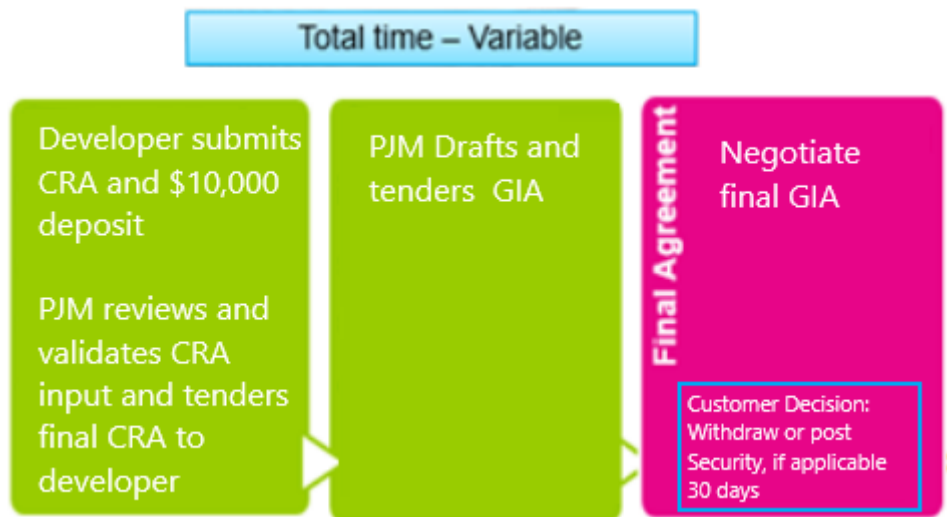 Total time – Variable
Developer submits
CRA and $10,000
deposit
PJM reviews and
validates CRA
input and tenders
final CRA to
developer
PJM Drafts and
tenders GIA
Final Agreement
Negotiate
final GIA
Customer Decision:
Withdraw or post
Security, if applicable
30 days